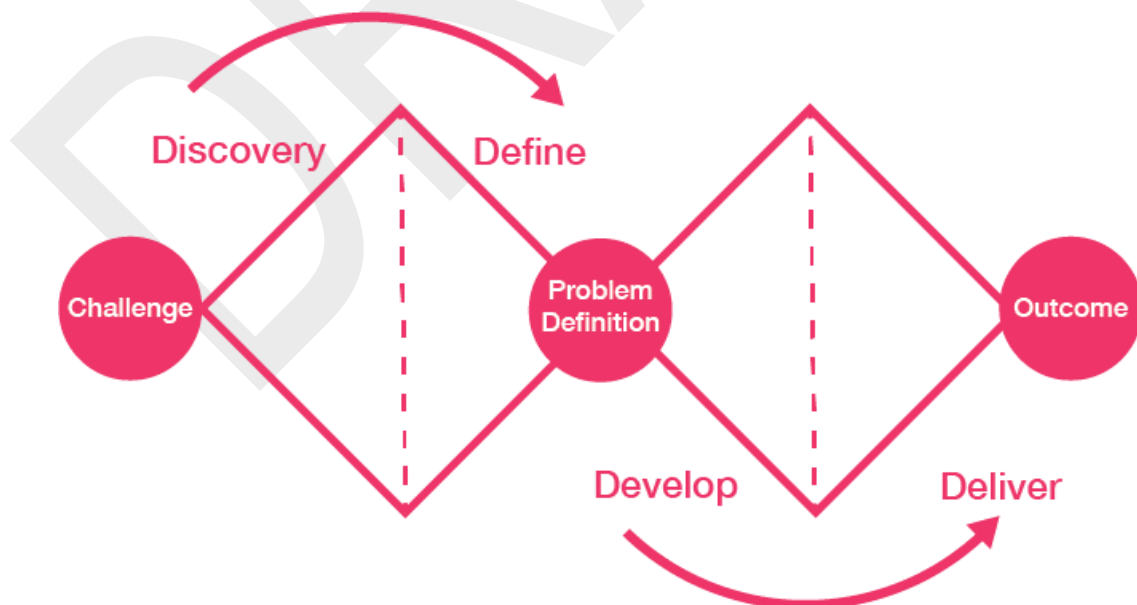 Discovery
Define
Challenge
Problem
Definition
Outcome
Develop
Deliver